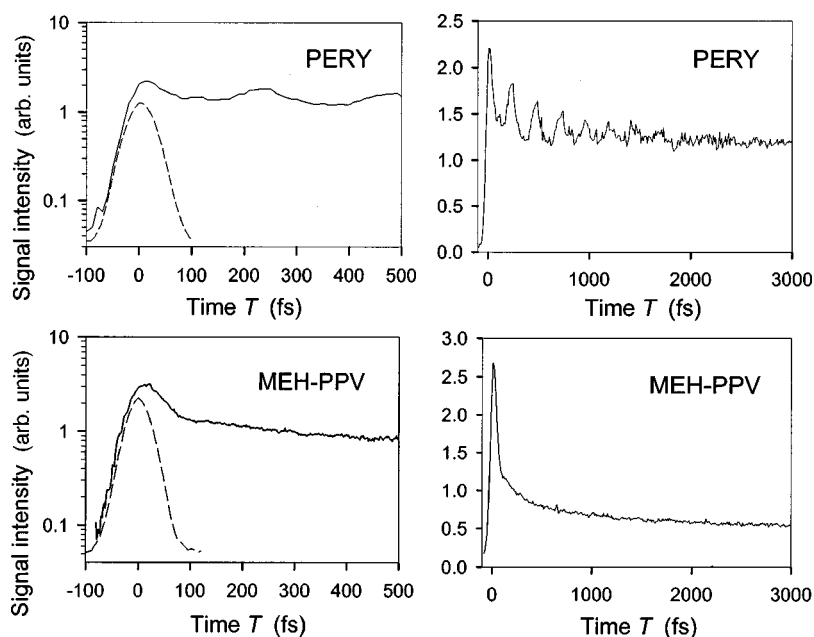 10
1
0.1
Signal intensity (arb. units)
PERY
-100 0 100 200 300 400 500
Time T (fs)
2.5
2.0
1.5
1.0
0.5
0.0
PERY
0 1000 2000 3000
Time T (fs)
10
1
0.1
Signal intensity (arb. units)
MEH-PPV
-100 0 100 200 300 400 500
Time T (fs)
3.0
2.5
2.0
1.5
1.0
0.5
0.0
MEH-PPV
0 1000 2000 3000
Time T (fs)